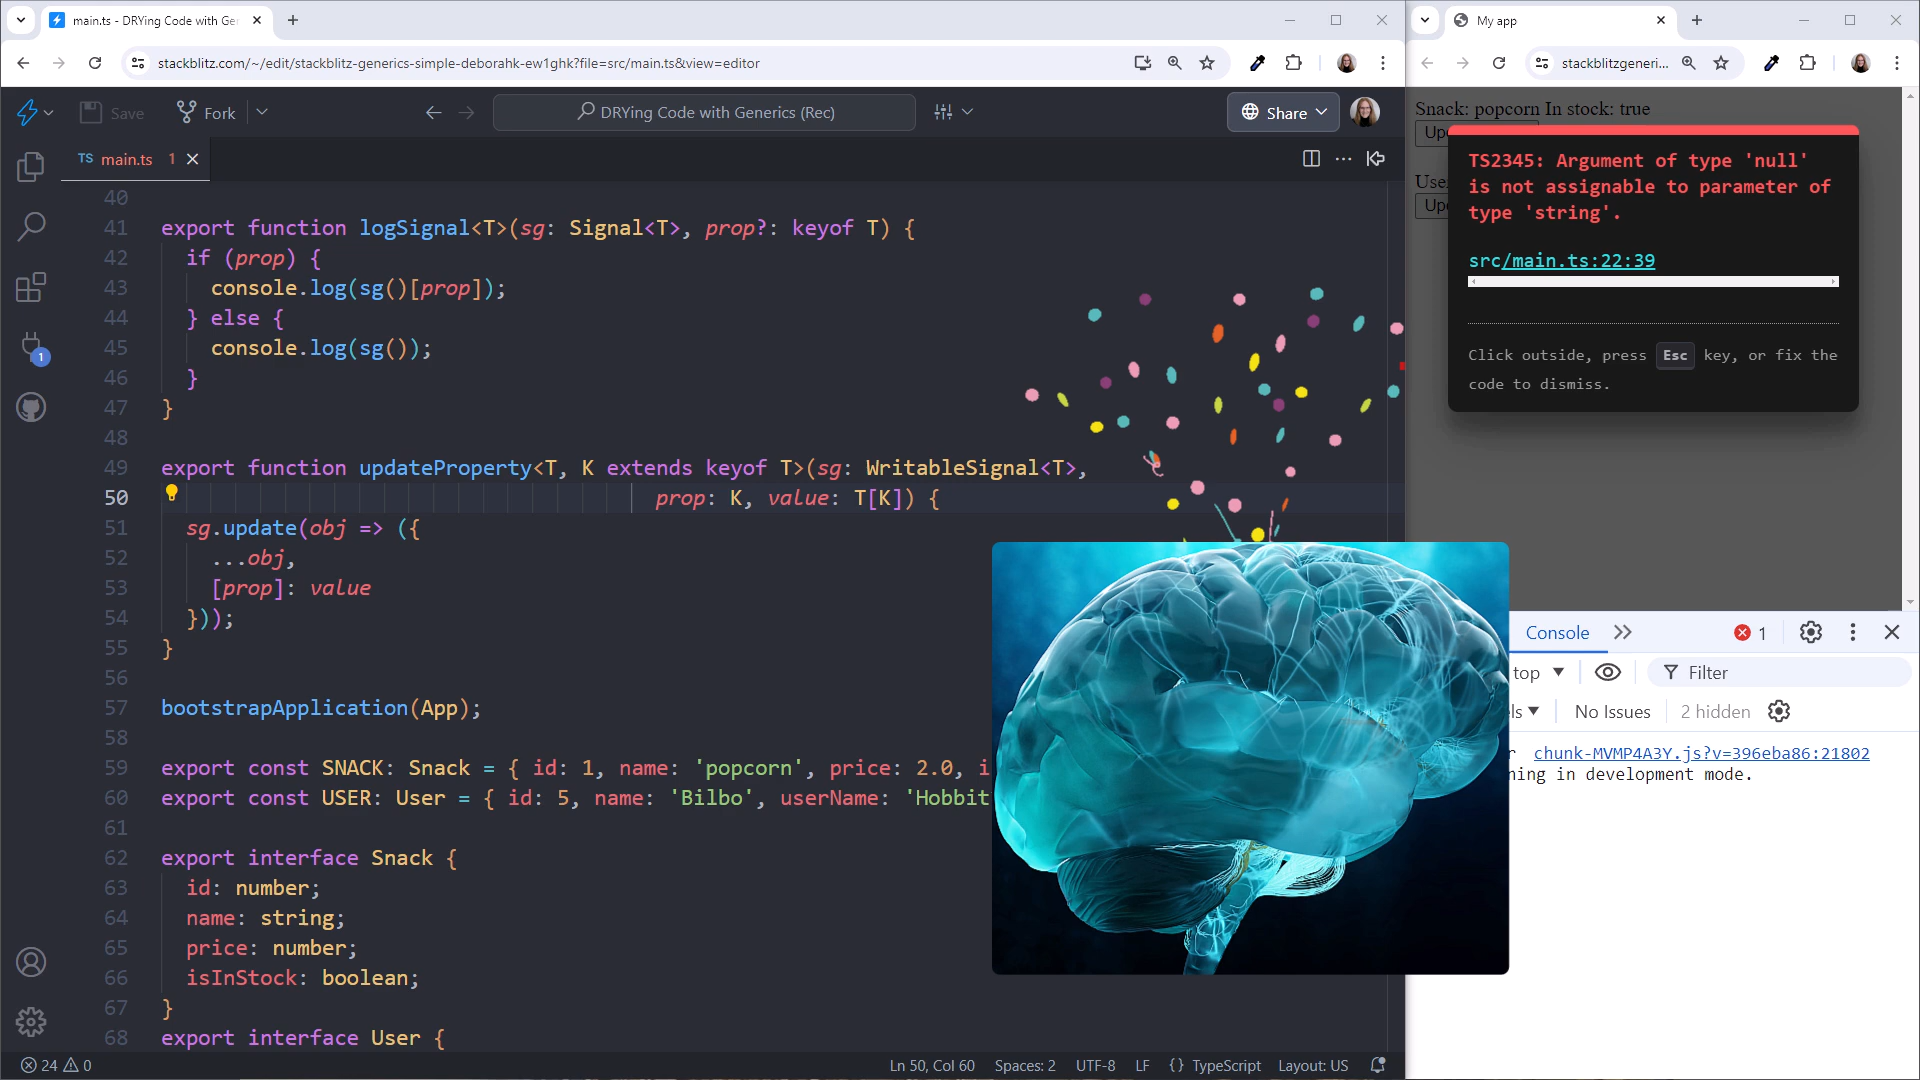 main.ts - DRYing Code with Ge
My app
stackblitz.com/~/edit/stackblitz-generics-simple-deborahk-ew1ghk?file=src/main.ts&view=editor
stackblitzgeneri...
Save
Fork
DRYing Code with Generics (Rec)
Share
TS main.ts 1
40
41 export function logSignal<T>(sg: Signal<T>, prop?: keyof T) {
42 if (prop) {
43 console.log(sg()[prop]);
44 } else {
45 console.log(sg());
46 }
47 }
48
49 export function updateProperty<T, K extends keyof T>(sg: WritableSignal<T>,
50 prop: K, value: T[K]) {
51 sg.update(obj => ({
52 ...obj,
53 [prop]: value
54 }));
55 }
56
57 bootstrapApplication(App);
58
59 export const SNACK: Snack = { id: 1, name: 'popcorn', price: 2.0, i
60 export const USER: User = { id: 5, name: 'Bilbo', userName: 'Hobbit
61
62 export interface Snack {
63 id: number;
64 name: string;
65 price: number;
66 isInStock: boolean;
67 }
68 export interface User {
1
24 0
Ln 50, Col 60 Spaces: 2 UTF-8 LF {} TypeScript Layout: US
Snack: popcorn In stock: true
Up
Use
Up
TS2345: Argument of type 'null'
is not assignable to parameter of
type 'string'.
src/main.ts:22:39
Click outside, press Esc key, or fix the
code to dismiss.
Console
1
top
Filter
ls
No Issues
2 hidden
r chunk-MVMP4A3Y.js?v=396eba86:21802
ning in development mode.